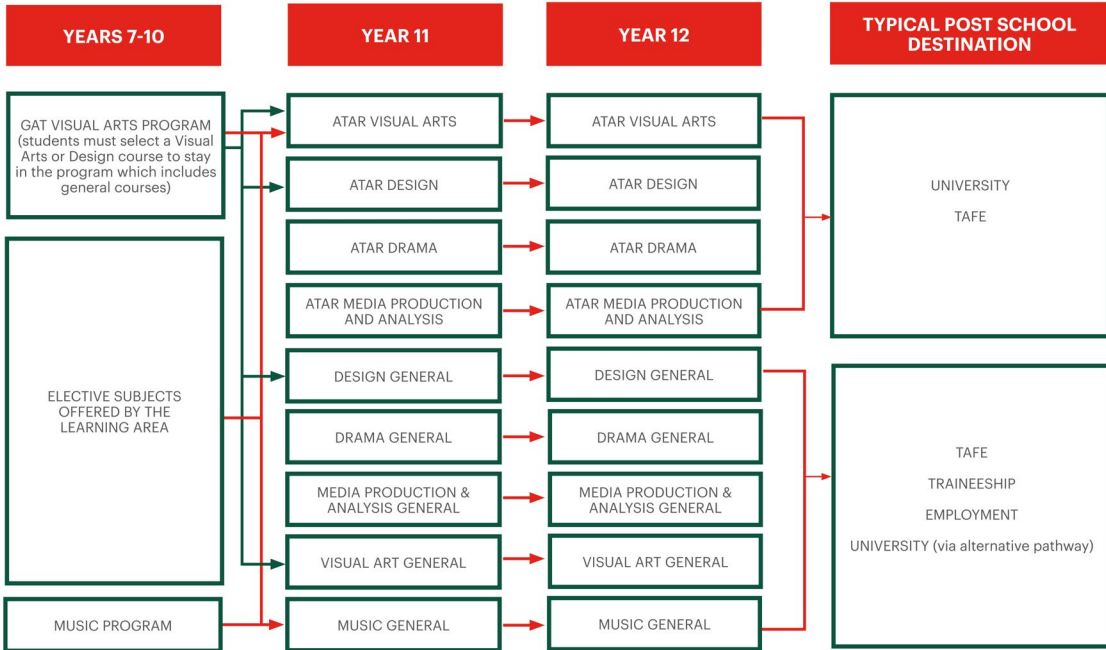 YEARS 7-10
YEAR 11
YEAR 12
TYPICAL POST SCHOOL
DESTINATION
GAT VISUAL ARTS PROGRAM
(students must select a Visual
Arts or Design course to stay
in the program which includes
general courses)
ELECTIVE SUBJECTS
OFFERED BY THE
LEARNING AREA
MUSIC PROGRAM
ATAR VISUAL ARTS
ATAR DESIGN
ATAR DRAMA
ATAR MEDIA PRODUCTION
AND ANALYSIS
DESIGN GENERAL
DRAMA GENERAL
MEDIA PRODUCTION &
ANALYSIS GENERAL
VISUAL ART GENERAL
MUSIC GENERAL
ATAR VISUAL ARTS
ATAR DESIGN
ATAR DRAMA
ATAR MEDIA PRODUCTION
AND ANALYSIS
DESIGN GENERAL
DRAMA GENERAL
MEDIA PRODUCTION &
ANALYSIS GENERAL
VISUAL ART GENERAL
MUSIC GENERAL
UNIVERSITY
TAFE
TAFE
TRAINEESHIP
EMPLOYMENT
UNIVERSITY (via alternative pathway)